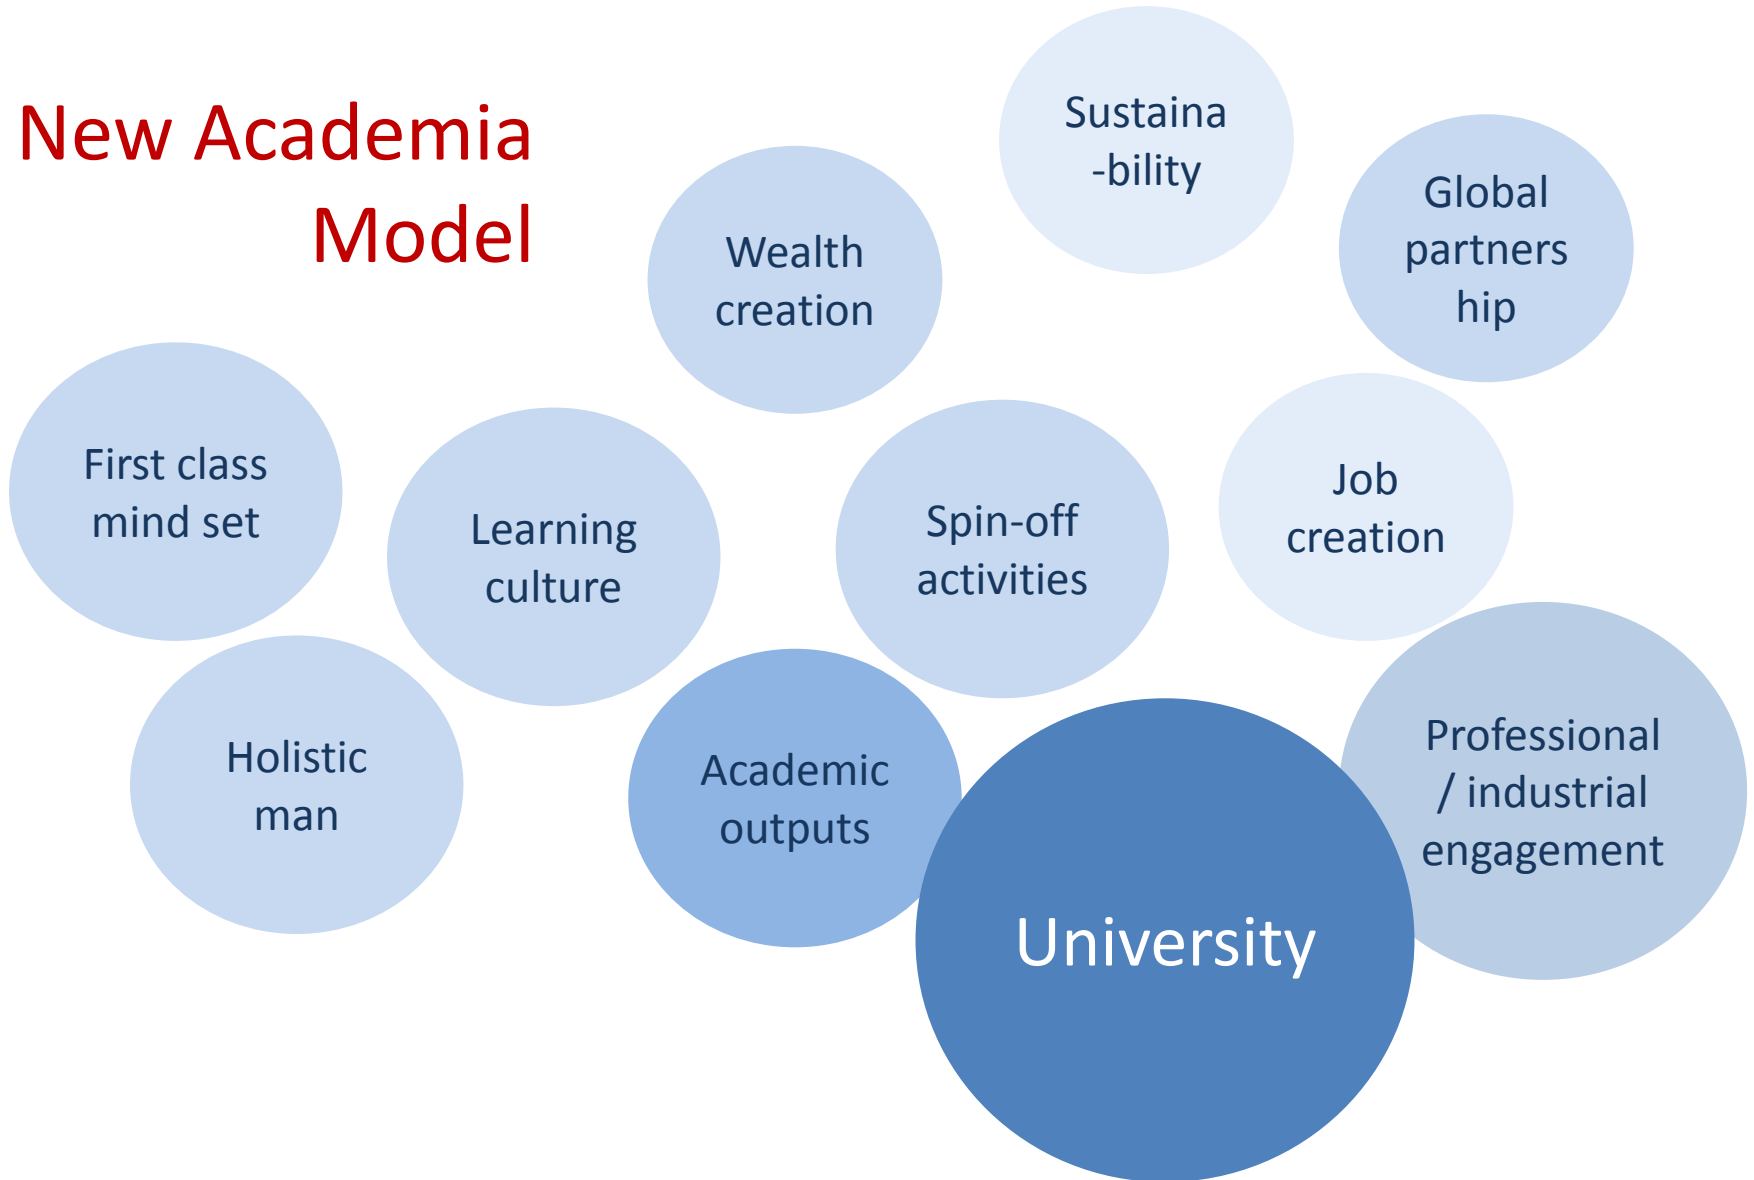 New Academia
Model
Sustaina
-bility
Global
partners
hip
Wealth
creation
First class
mind set
Learning
culture
Spin-off
activities
Job
creation
Holistic
man
Academic
outputs
Professional
/ industrial
engagement
University